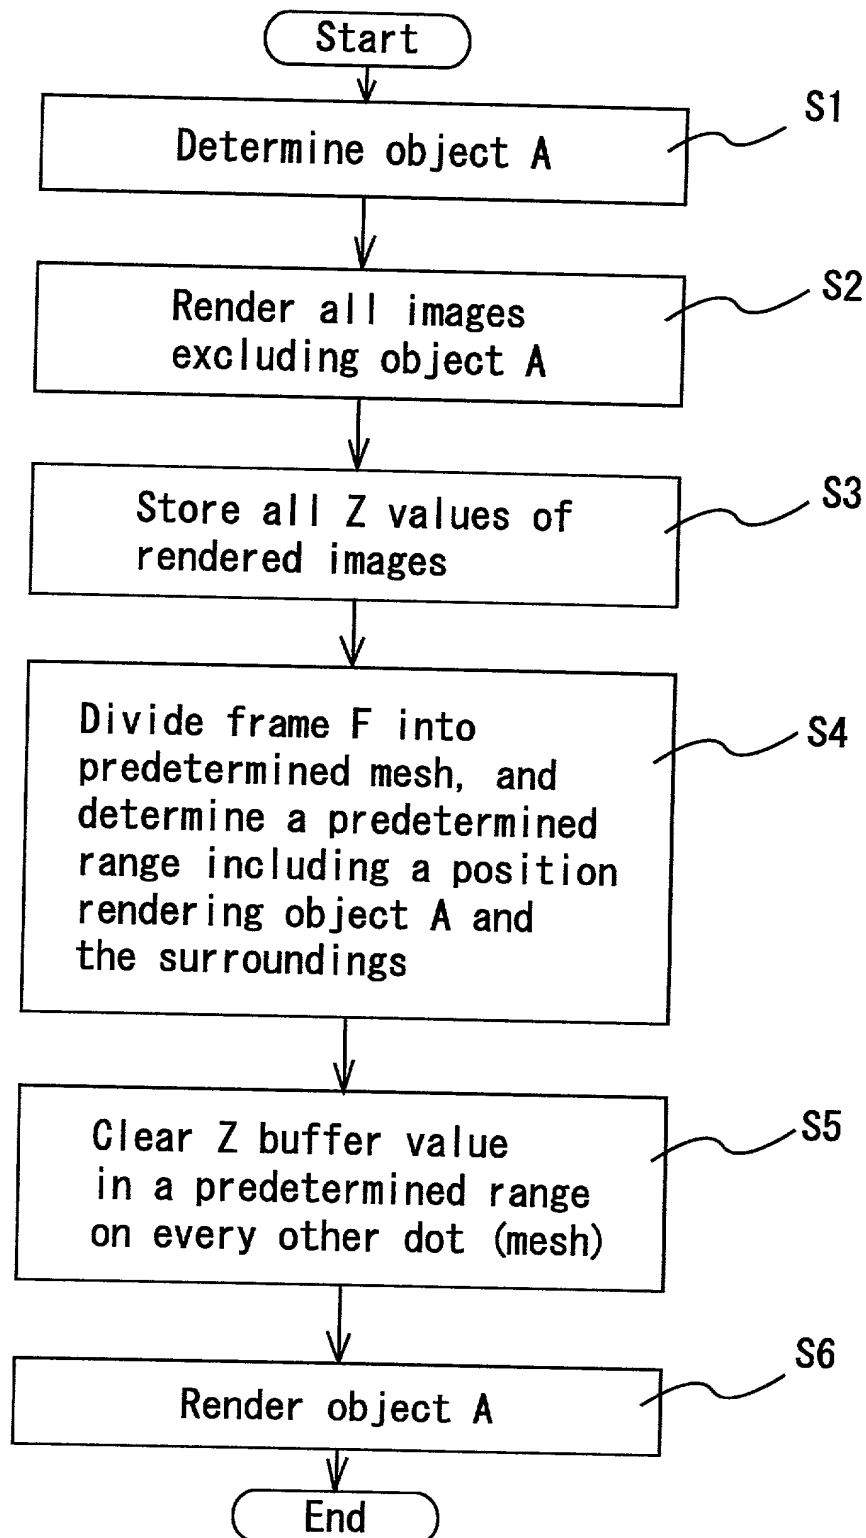 Start
S1
Determine object A
S2
Render all images
excluding object A
S3
Store all Z values of
rendered images
S4
Divide frame F into
predetermined mesh, and
determine a predetermined
range including a position
rendering object A and
the surroundings
S5
Clear Z buffer value
in a predetermined range
on every other dot (mesh)
S6
Render object A
End